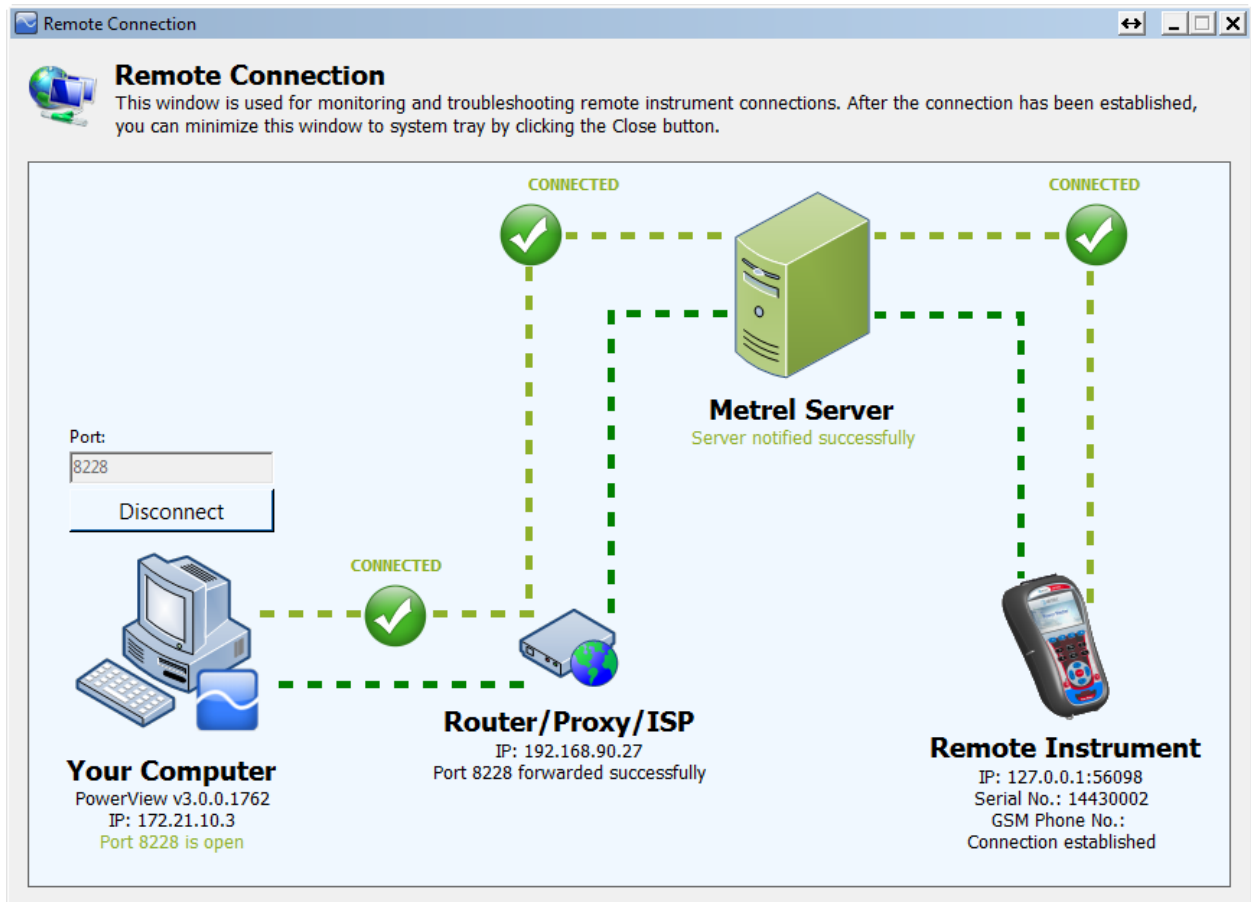 Remote Connection
Remote Connection
This window is used for monitoring and troubleshooting remote instrument connections. After the connection has been established,
you can minimize this window to system tray by clicking the Close button.
CONNECTED
CONNECTED
Metrel Server
Server notified successfully
Port:
8228
Disconnect
CONNECTED
Router/Proxy/ISP
IP: 192.168.90.27
Port 8228 forwarded successfully
Your Computer
PowerView v3.0.0.1762
IP: 172.21.10.3
Port 8228 is open
Remote Instrument
IP: 127.0.0.1:56098
Serial No.: 14430002
GSM Phone No.:
Connection established